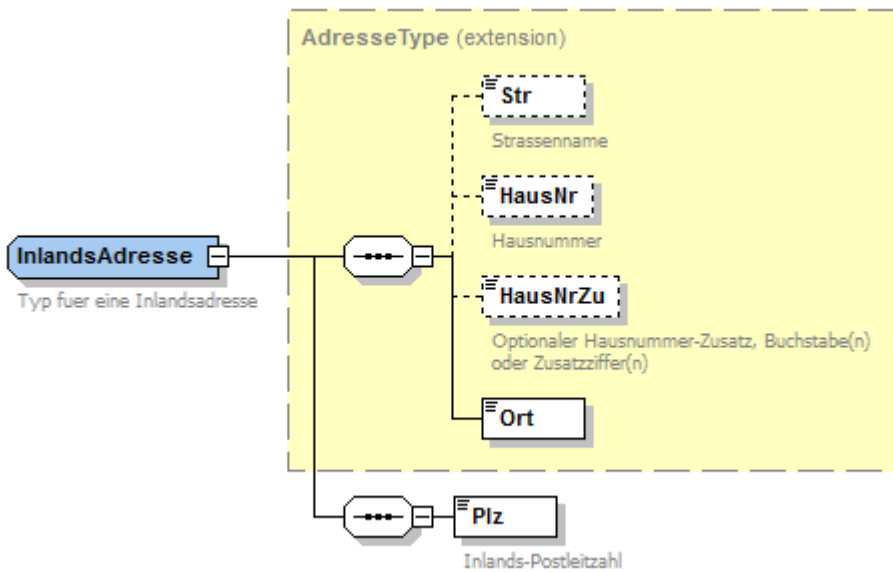 AdresseType (extension)
Str
Strassenname
HausNr
Hausnummer
InlandsAdresse
Typ fuer eine Inlandsadresse
HausNrZu
Optionaler Hausnummer-Zusatz, Buchstabe(n)
oder Zusatzziffer(n)
Ort
Plz
Inlands-Postleitzahl